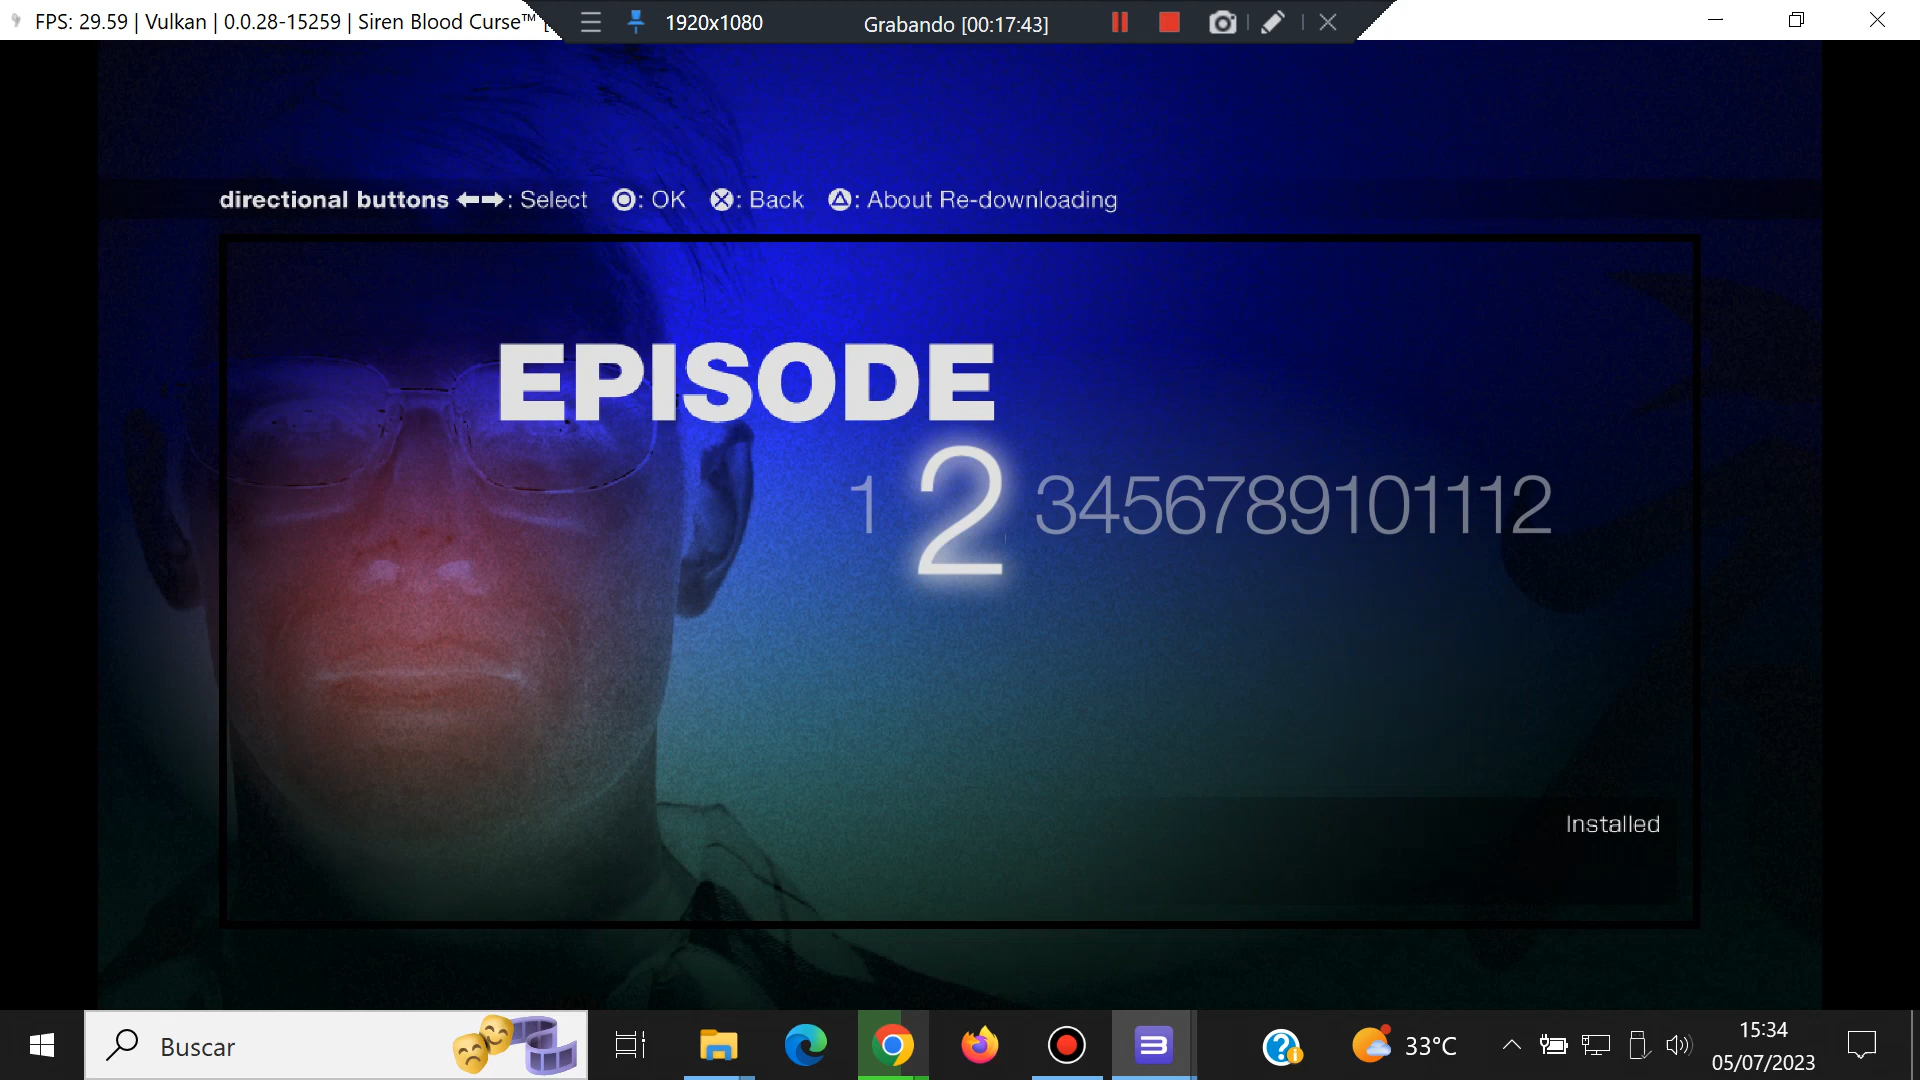 FPS: 29.59 | Vulkan | 0.0.28-15259 | Siren Blood Curse™
1920x1080
Grabando [00:17:43]
directional buttons : Select : OK : Back : About Re-downloading
EPISODE
1 2 3456789101112
Installed
Buscar
33°C
15:34
05/07/2023